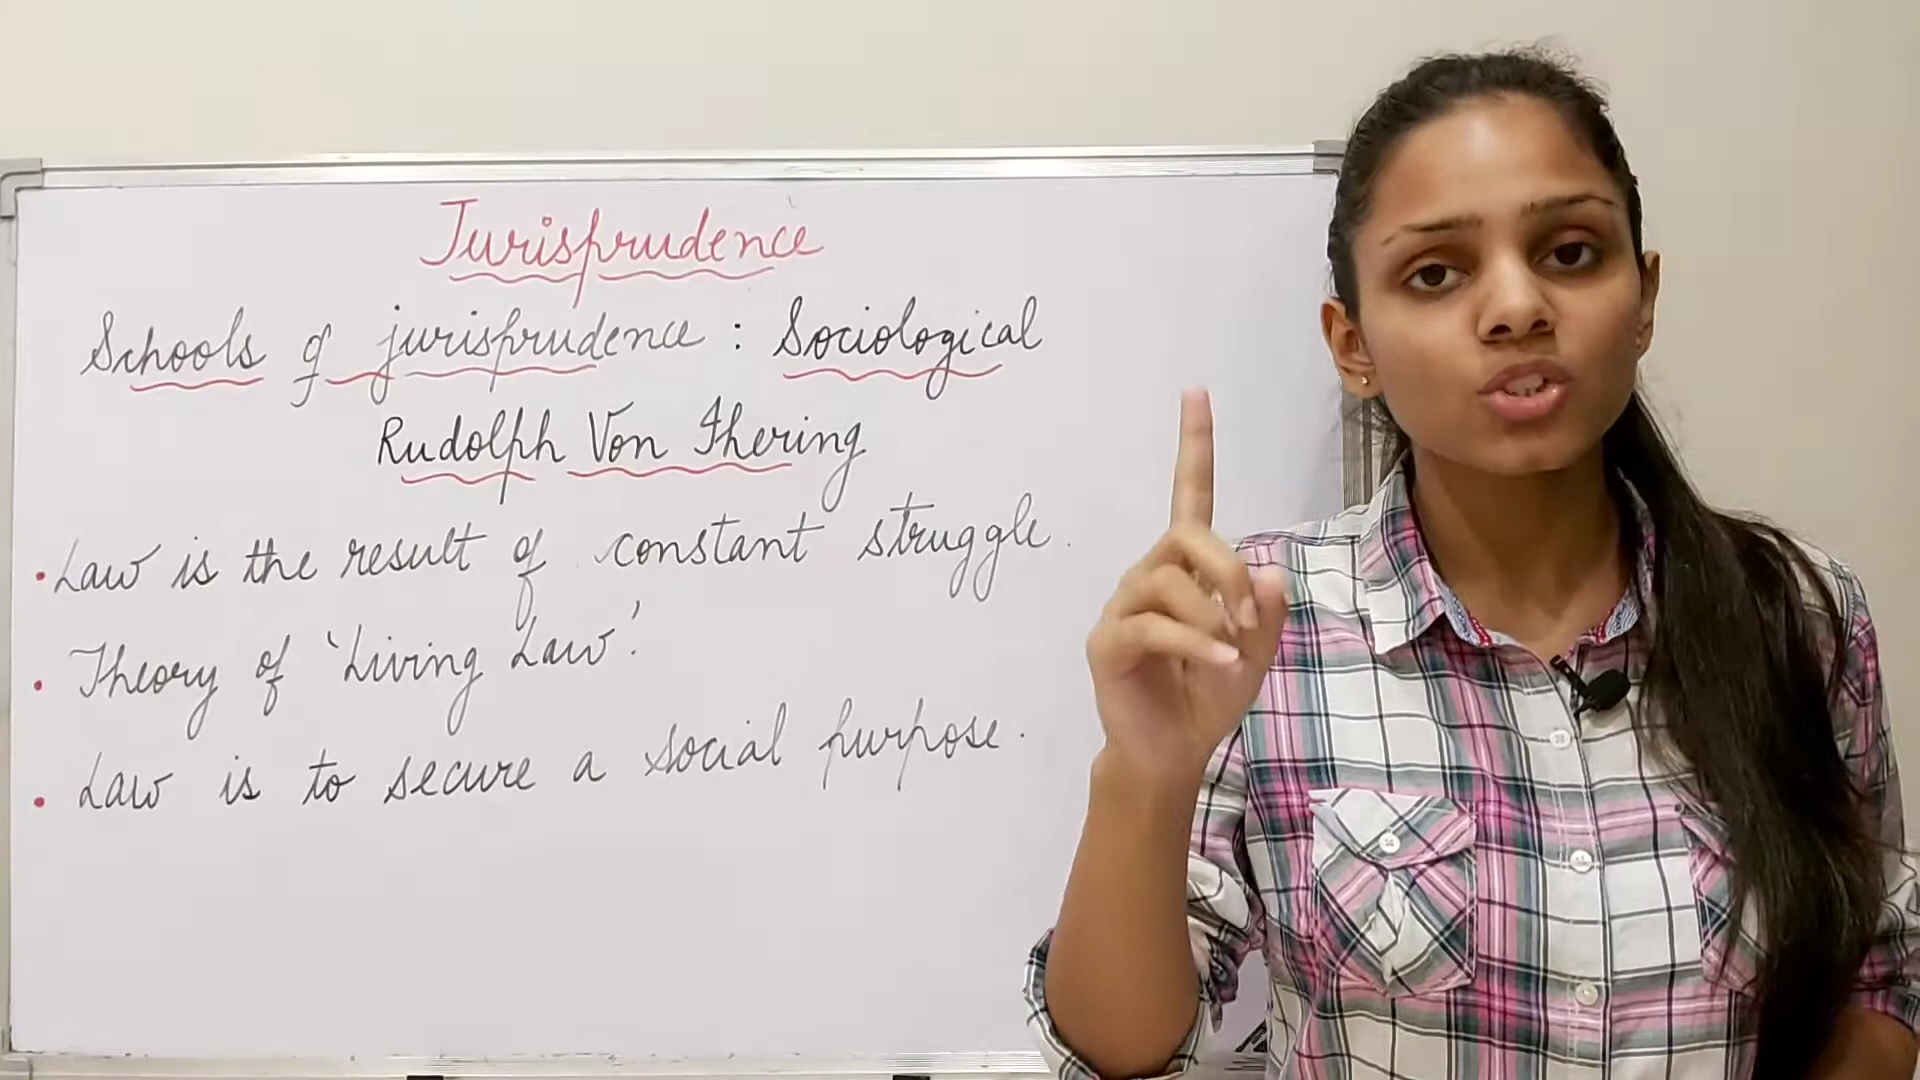 Jurisprudence
Schools of jurisprudence : Sociological
Rudolph Von Ihering
• Law is the result of constant struggle.
• Theory of 'Living Law'.
• Law is to secure a social purpose.